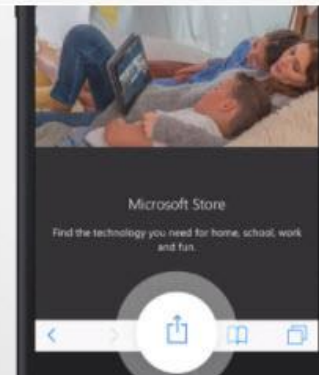 Microsoft Store
Find the technology you need for home, school, work
and fun.